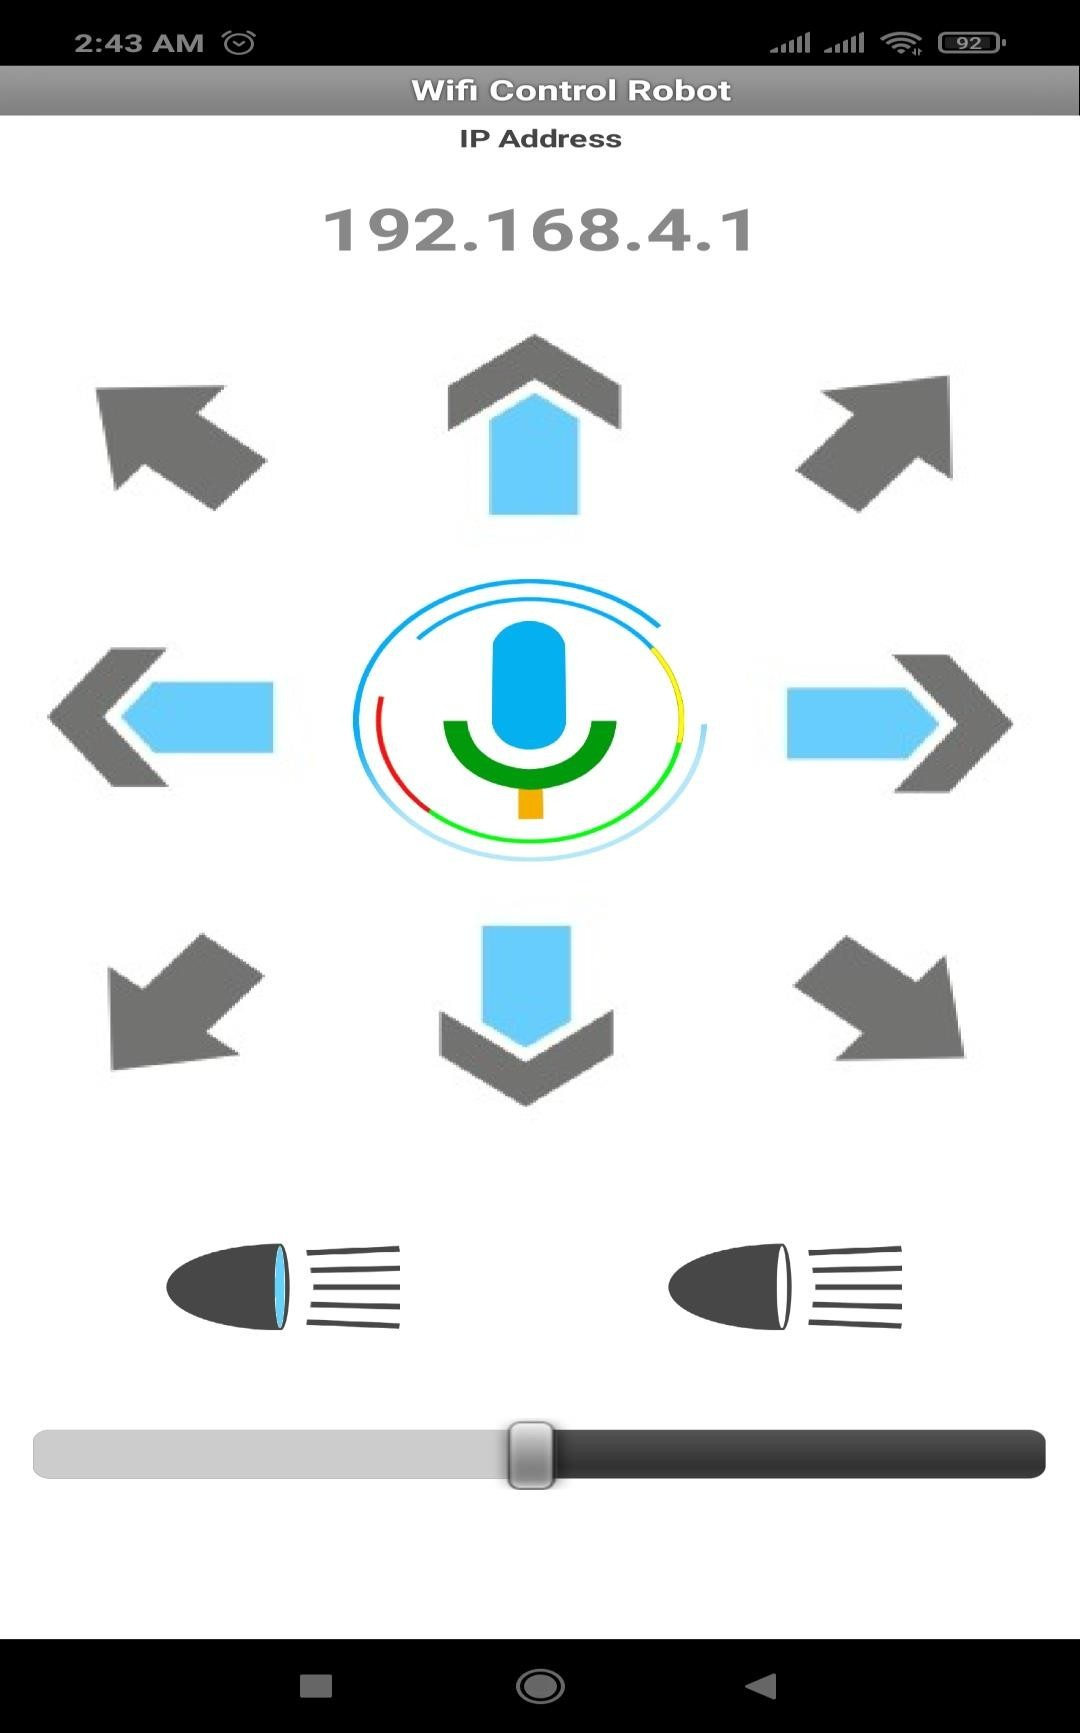 2:43 AM 92
Wifi Control Robot
IP Address
192.168.4.1